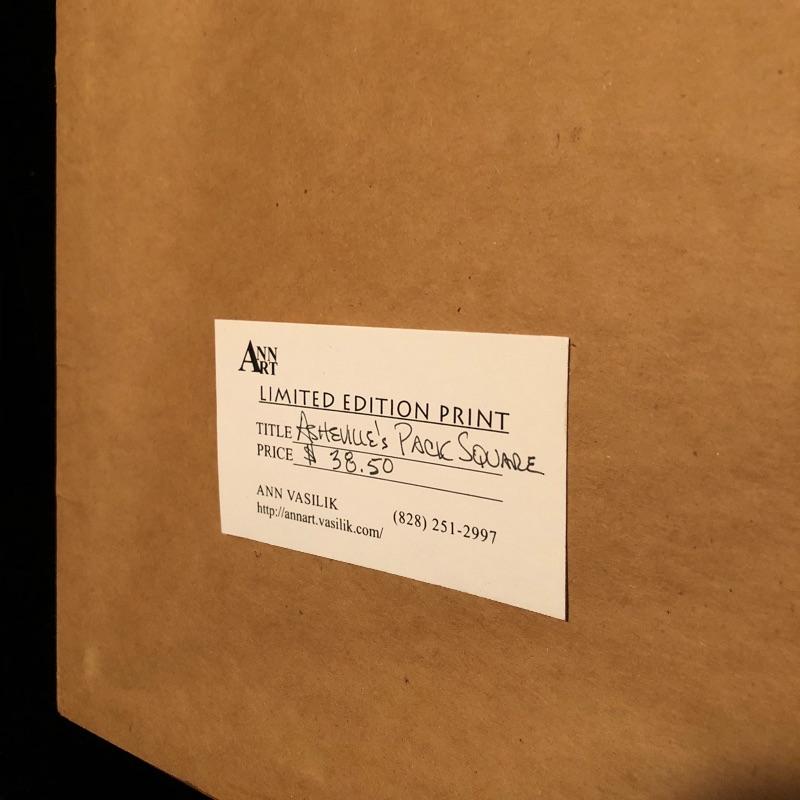 ANN
ART
LIMITED EDITION PRINT
TITLE ASHEVILLE'S PACK SQUARE
PRICE $ 38.50
ANN VASILIK
http://annart.vasilik.com/ (828) 251-2997